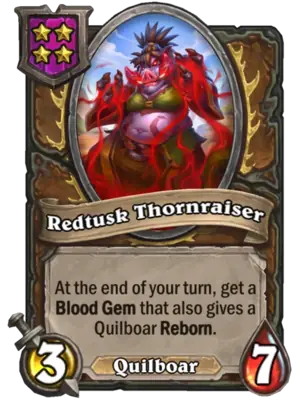 Redtusk Thornraiser
At the end of your turn, get a
Blood Gem that also gives a
Quilboar Reborn.
3
Quilboar
7